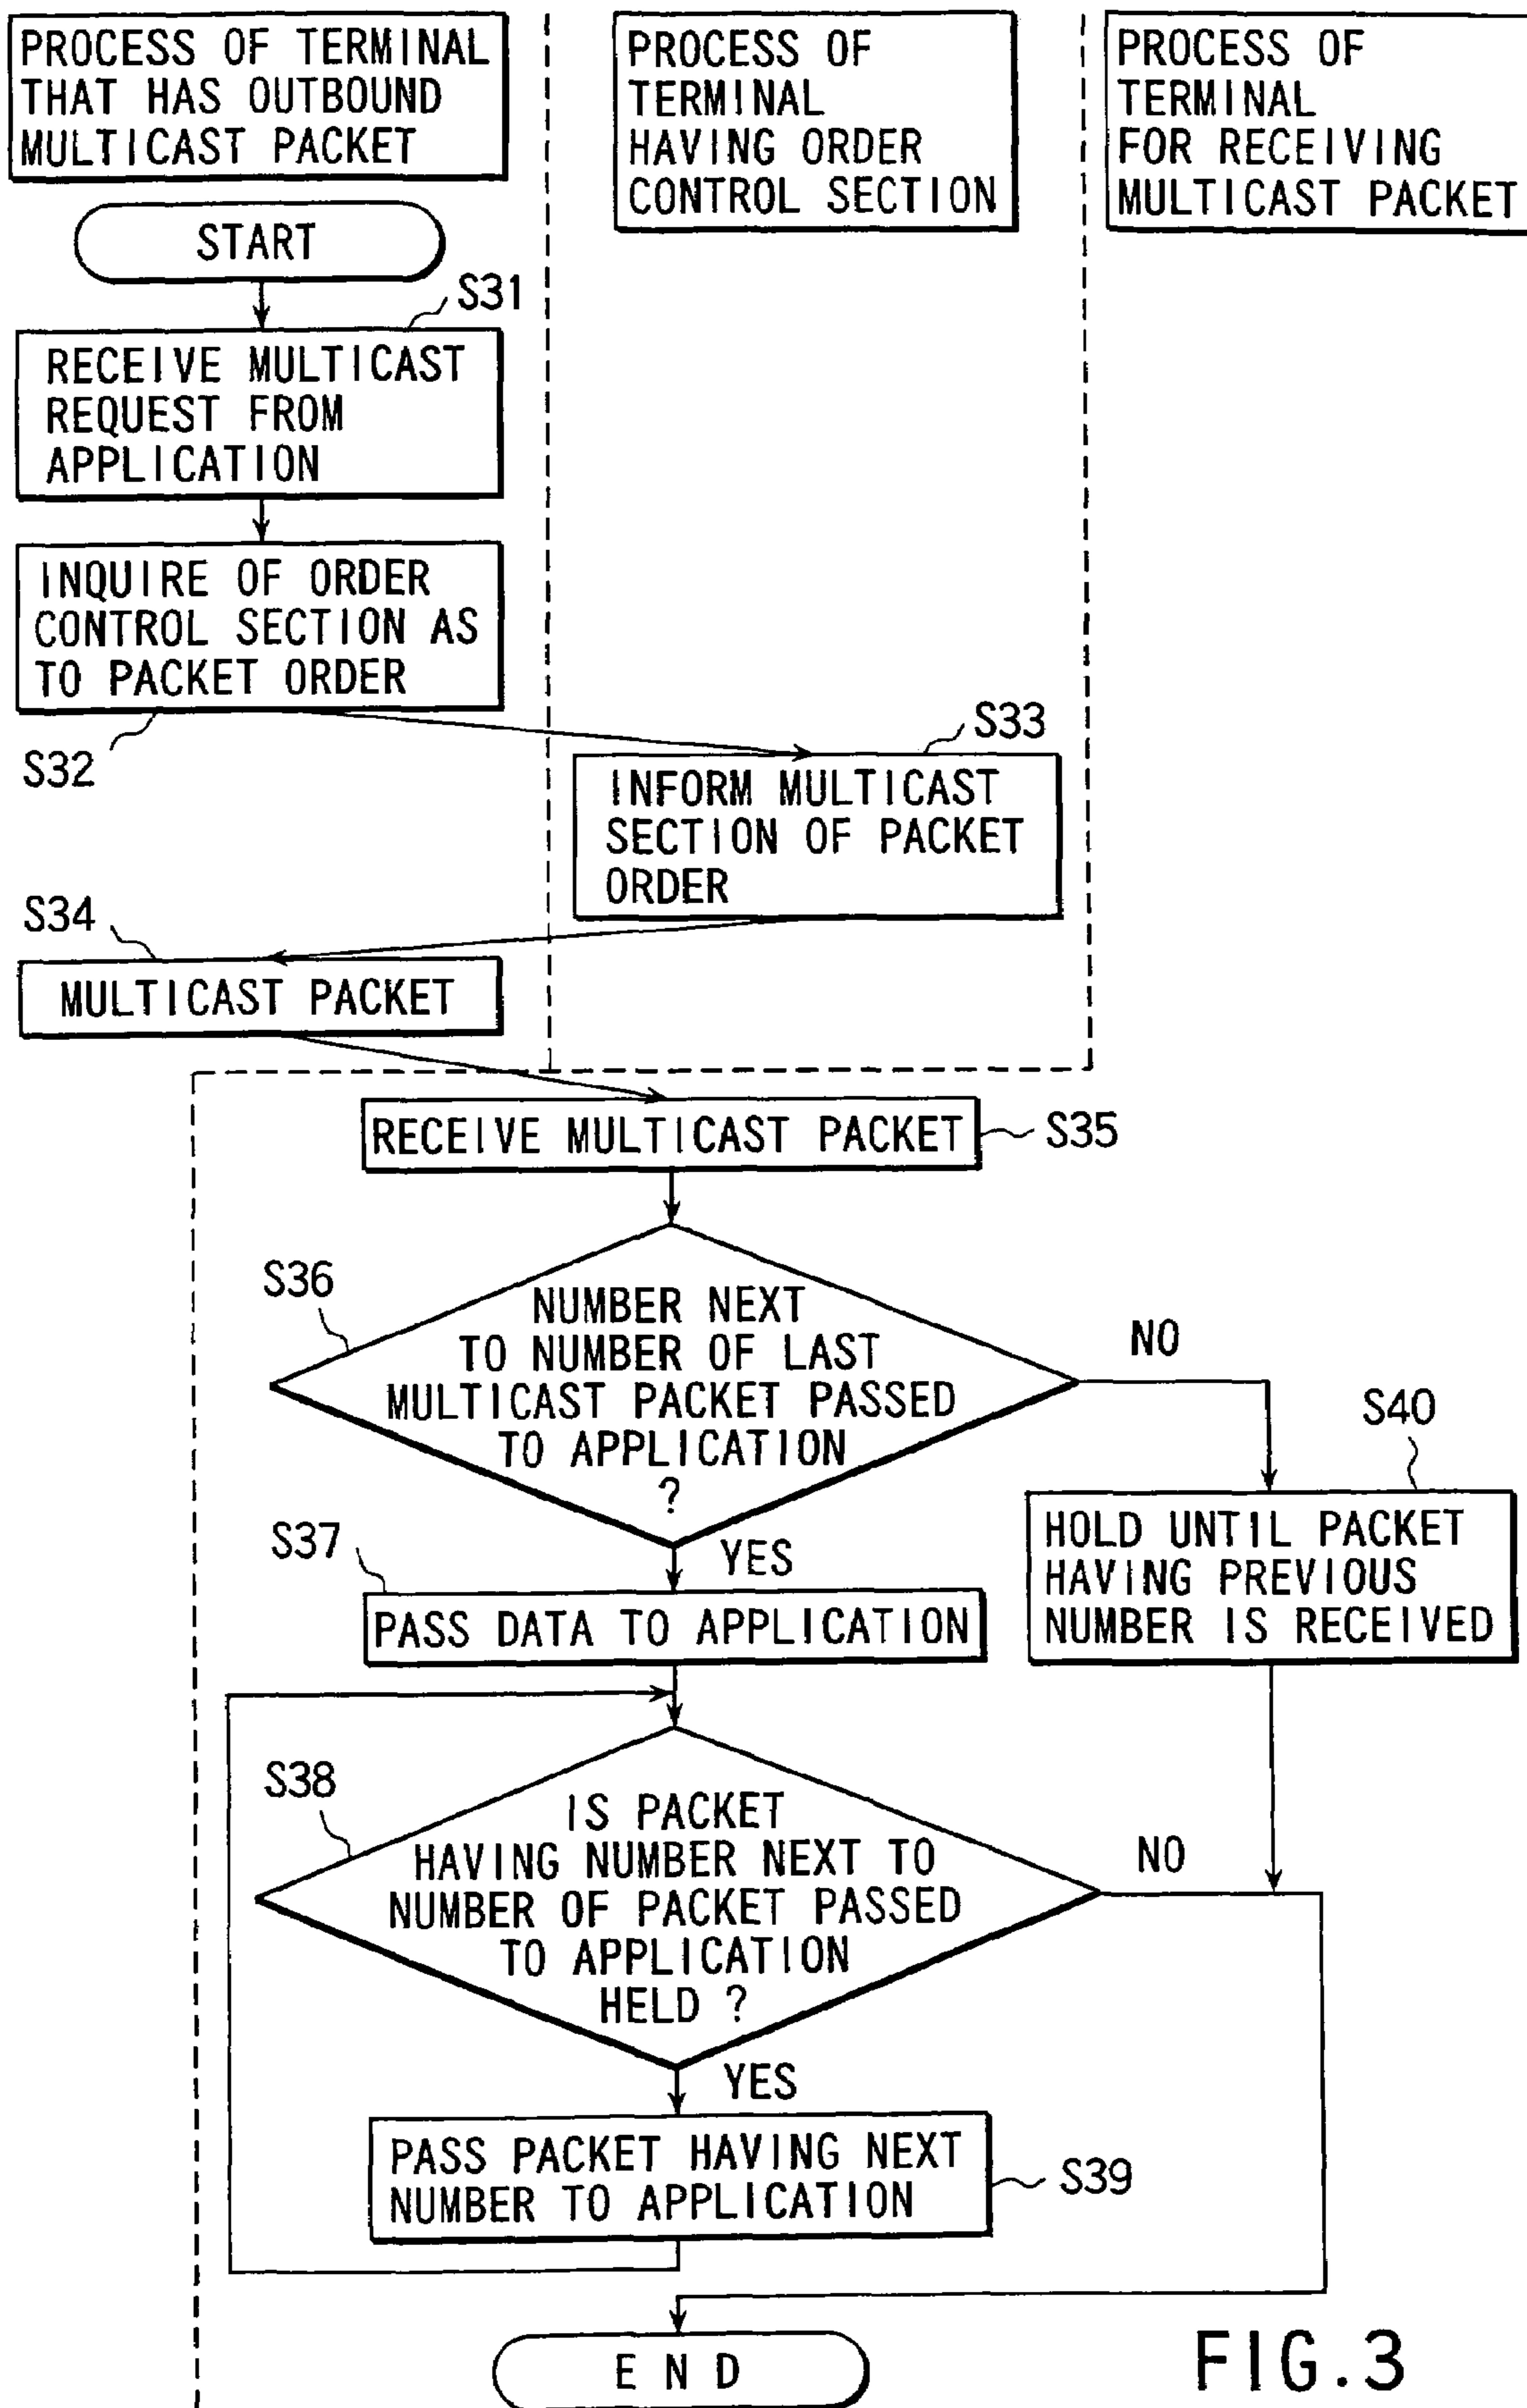 PROCESS OF TERMINAL
THAT HAS OUTBOUND
MULTICAST PACKET
PROCESS OF
TERMINAL
HAVING ORDER
CONTROL SECTION
PROCESS OF
TERMINAL
FOR RECEIVING
MULTICAST PACKET
START
S31
RECEIVE MULTICAST
REQUEST FROM
APPLICATION
INQUIRE OF ORDER
CONTROL SECTION AS
TO PACKET ORDER
S32
S33
INFORM MULTICAST
SECTION OF PACKET
ORDER
S34
MULTICAST PACKET
RECEIVE MULTICAST PACKET
S35
S36
NUMBER NEXT
TO NUMBER OF LAST
MULTICAST PACKET PASSED
TO APPLICATION
?
NO
YES
S40
HOLD UNTIL PACKET
HAVING PREVIOUS
NUMBER IS RECEIVED
S37
PASS DATA TO APPLICATION
S38
IS PACKET
HAVING NUMBER NEXT TO
NUMBER OF PACKET PASSED
TO APPLICATION
HELD ?
NO
YES
PASS PACKET HAVING NEXT
NUMBER TO APPLICATION
S39
END
FIG.3